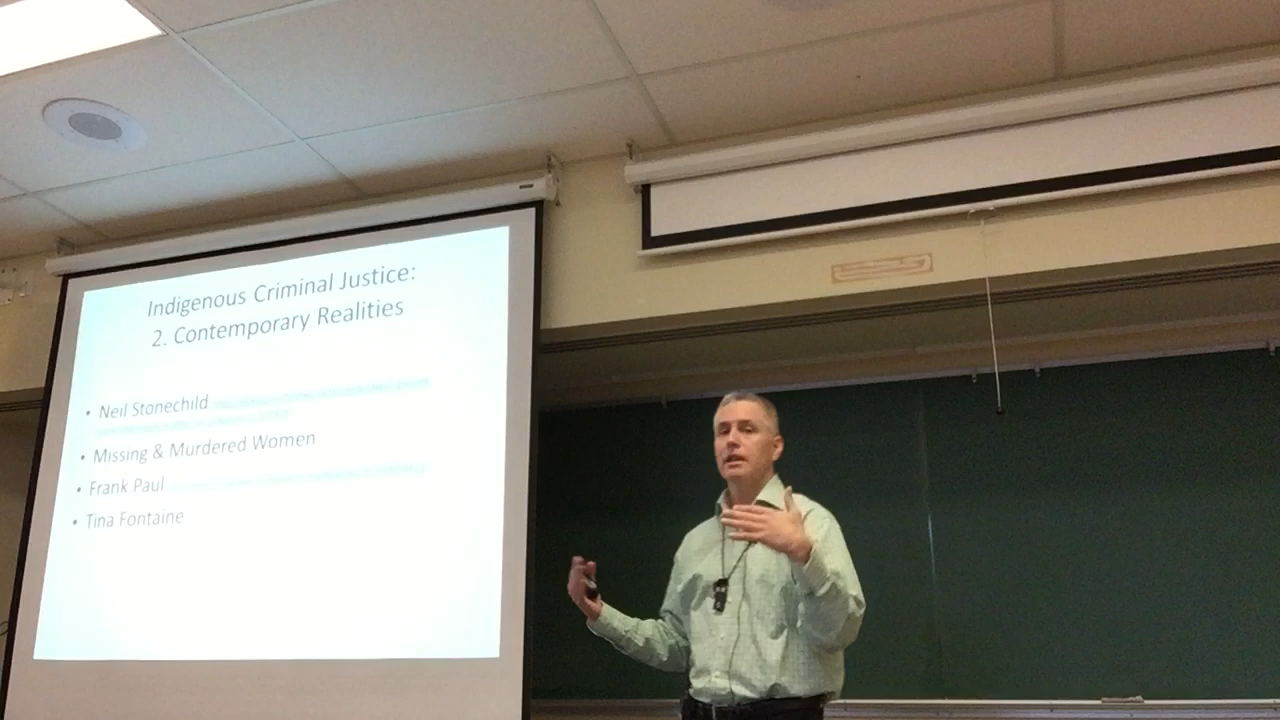 Indigenous Criminal Justice:
2. Contemporary Realities
• Neil Stonechild
• Missing & Murdered Women
• Frank Paul
• Tina Fontaine